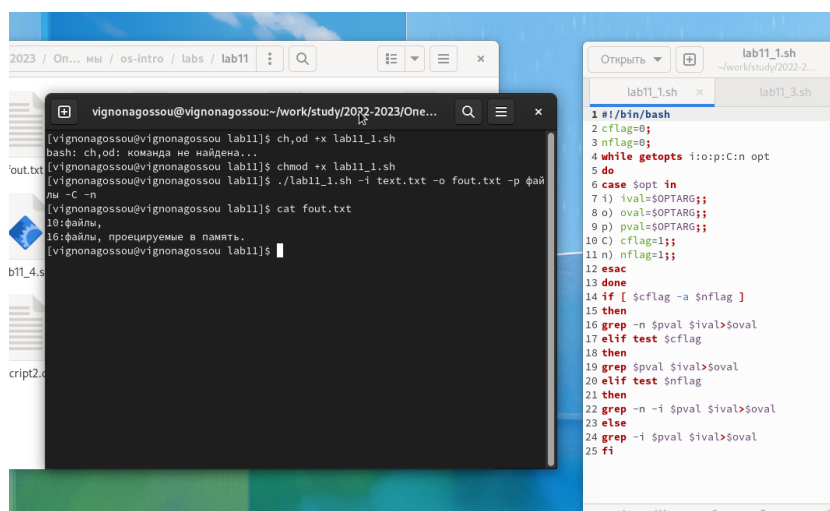 2023 / Оп... мы / os-intro / labs / lab11
fout.txt
b11_4.s
cript2.
vignonagossou@vignonagossou:~/work/study/2022-2023/Опе...
[vignonagossou@vignonagossou lab11]$ ch,od +x lab11_1.sh
bash: ch,od: команда не найдена...
[vignonagossou@vignonagossou lab11]$ chmod +x lab11_1.sh
[vignonagossou@vignonagossou lab11]$ ./lab11_1.sh -i text.txt -o fout.txt -p фай
лы -C -n
[vignonagossou@vignonagossou lab11]$ cat fout.txt
10:файлы,
16:файлы, проецируемые в память.
[vignonagossou@vignonagossou lab11]$
Открыть
lab11_1.sh
~/work/study/2022-2...
lab11_1.sh
lab11_3.sh
1 #!/bin/bash
2 cflag=0;
3 nflag=0;
4 while getopts i:o:p:C:n opt
5 do
6 case $opt in
7 i) ival=$OPTARG;;
8 o) oval=$OPTARG;;
9 p) pval=$OPTARG;;
10 C) cflag=1;;
11 n) nflag=1;;
12 esac
13 done
14 if [ $cflag -a $nflag ]
15 then
16 grep -n $pval $ival>$oval
17 elif test $cflag
18 then
19 grep $pval $ival>$oval
20 elif test $nflag
21 then
22 grep -n -i $pval $ival>$oval
23 else
24 grep -i $pval $ival>$oval
25 fi